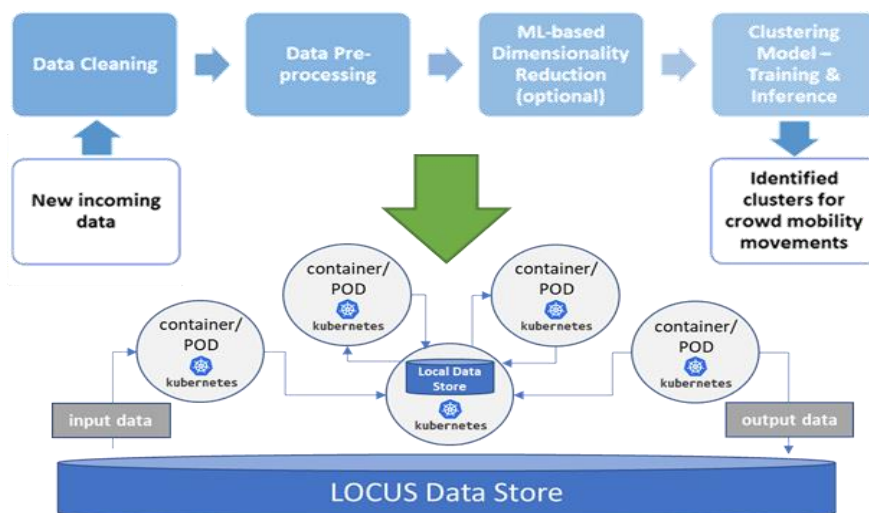 Data Cleaning
Data Pre-
processing
ML-based
Dimensionality
Reduction
(optional)
Clustering
Model –
Training &
Inference
New incoming
data
Identified
clusters for
crowd mobility
movements
container/
POD
kubernetes
container/
POD
kubernetes
container/
POD
kubernetes
container/
POD
kubernetes
Local Data
Store
kubernetes
input data
output data
LOCUS Data Store